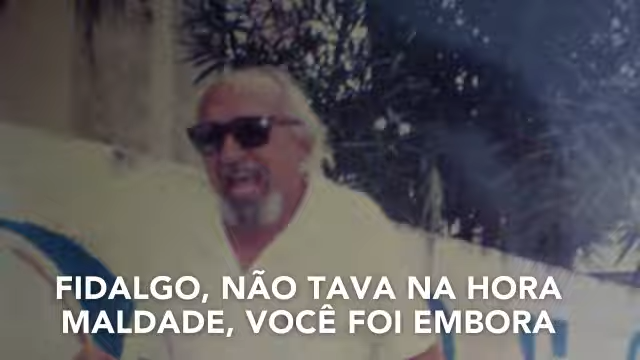 FIDALGO, NÃO TAVA NA HORA
MALDADE, VOCÊ FOI EMBORA